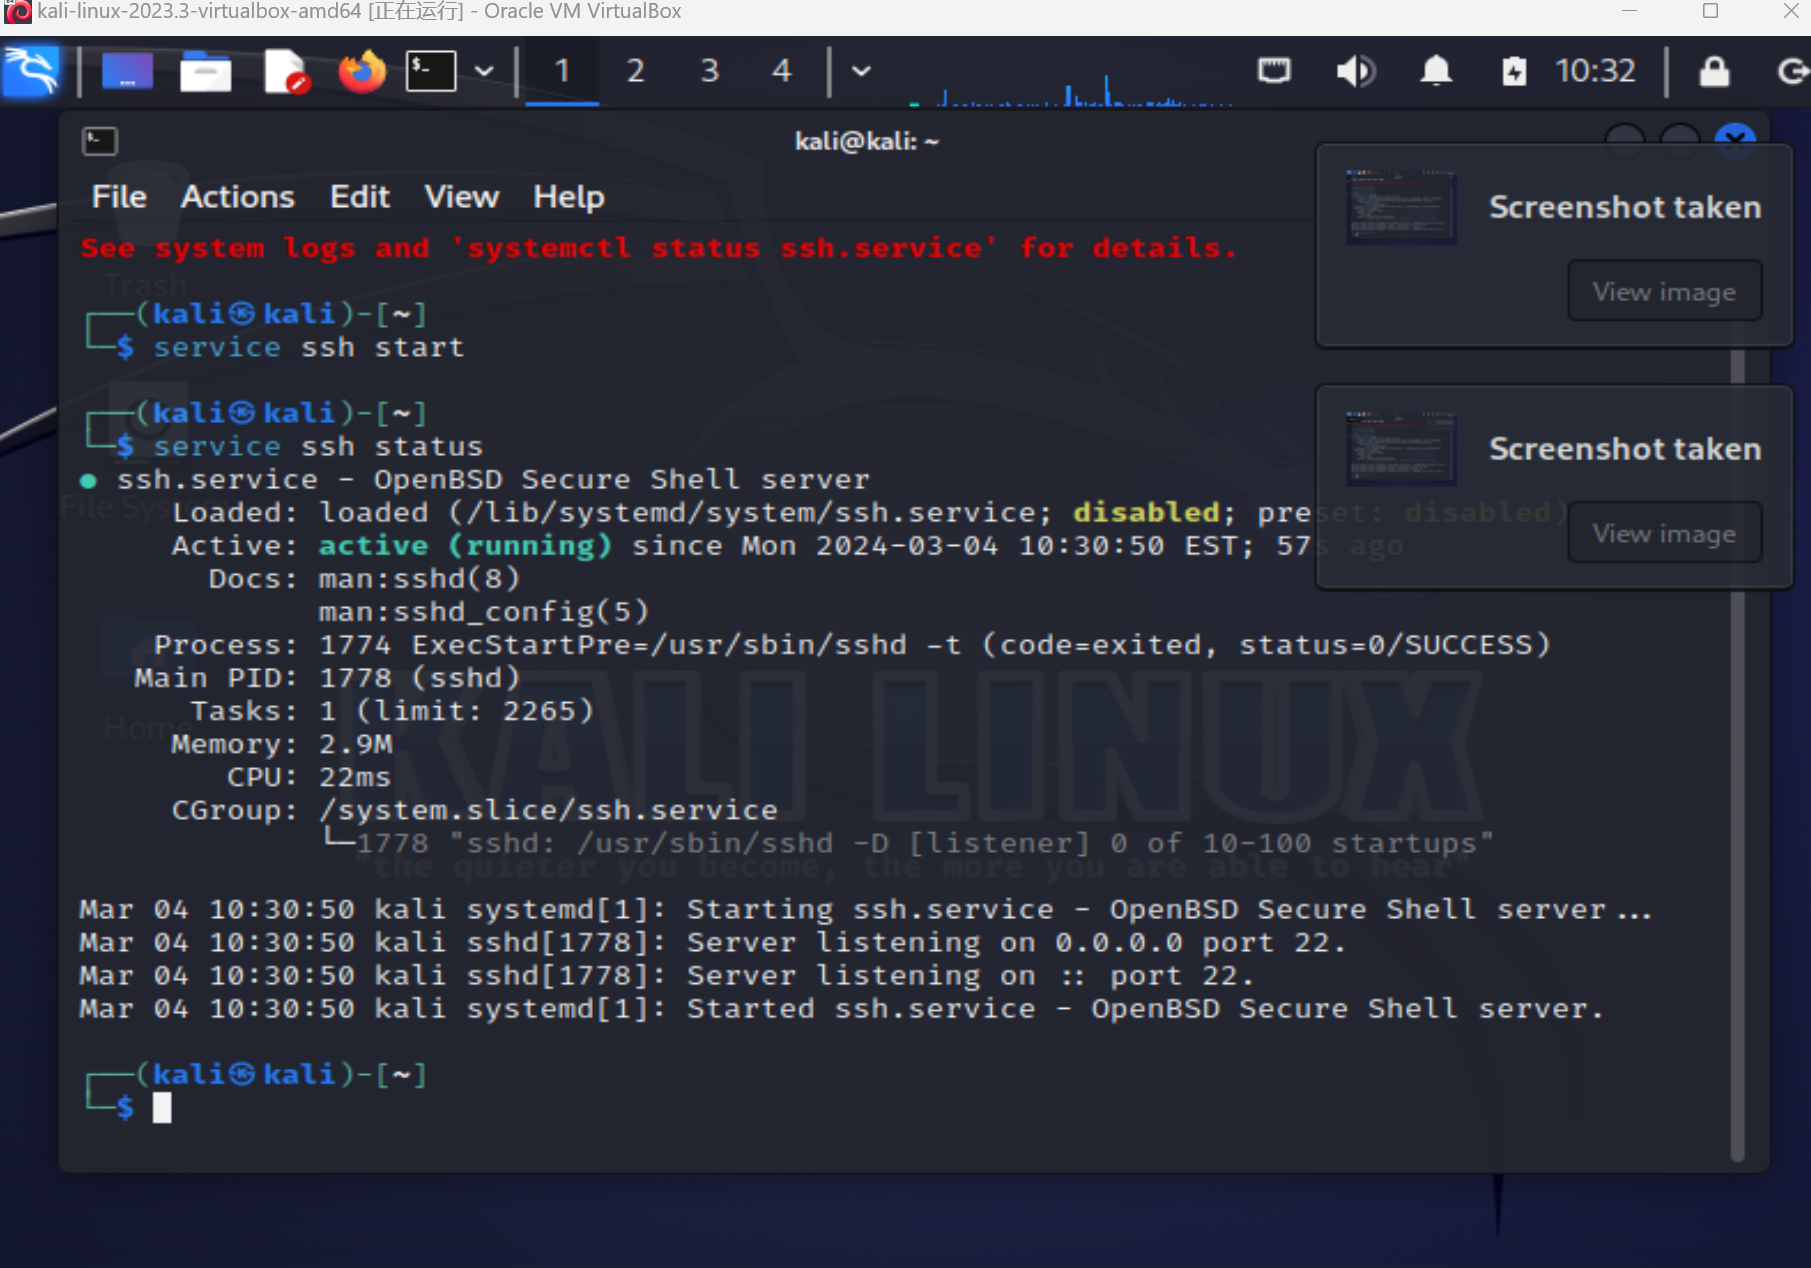 kali-linux-2023.3-virtualbox-amd64 [正在运行] - Oracle VM VirtualBox
1 2 3 4 10:32
kali@kali: ~
File Actions Edit View Help
See system logs and 'systemctl status ssh.service' for details.
Trash
┌──(kali㉿kali)-[~]
└─$ service ssh start
┌──(kali㉿kali)-[~]
└─$ service ssh status
● ssh.service - OpenBSD Secure Shell server
File System
Loaded: loaded (/lib/systemd/system/ssh.service; disabled; preset: disabled)
Active: active (running) since Mon 2024-03-04 10:30:50 EST; 57s ago
Docs: man:sshd(8)
man:sshd_config(5)
Process: 1774 ExecStartPre=/usr/sbin/sshd -t (code=exited, status=0/SUCCESS)
Main PID: 1778 (sshd)
Tasks: 1 (limit: 2265)
Home
Memory: 2.9M
CPU: 22ms
CGroup: /system.slice/ssh.service
└─1778 "sshd: /usr/sbin/sshd -D [listener] 0 of 10-100 startups"
KALI LINUX
"the quieter you become, the more you are able to hear"
Mar 04 10:30:50 kali systemd[1]: Starting ssh.service - OpenBSD Secure Shell server...
Mar 04 10:30:50 kali sshd[1778]: Server listening on 0.0.0.0 port 22.
Mar 04 10:30:50 kali sshd[1778]: Server listening on :: port 22.
Mar 04 10:30:50 kali systemd[1]: Started ssh.service - OpenBSD Secure Shell server.
┌──(kali㉿kali)-[~]
└─$
Screenshot taken
View image
Screenshot taken
View image